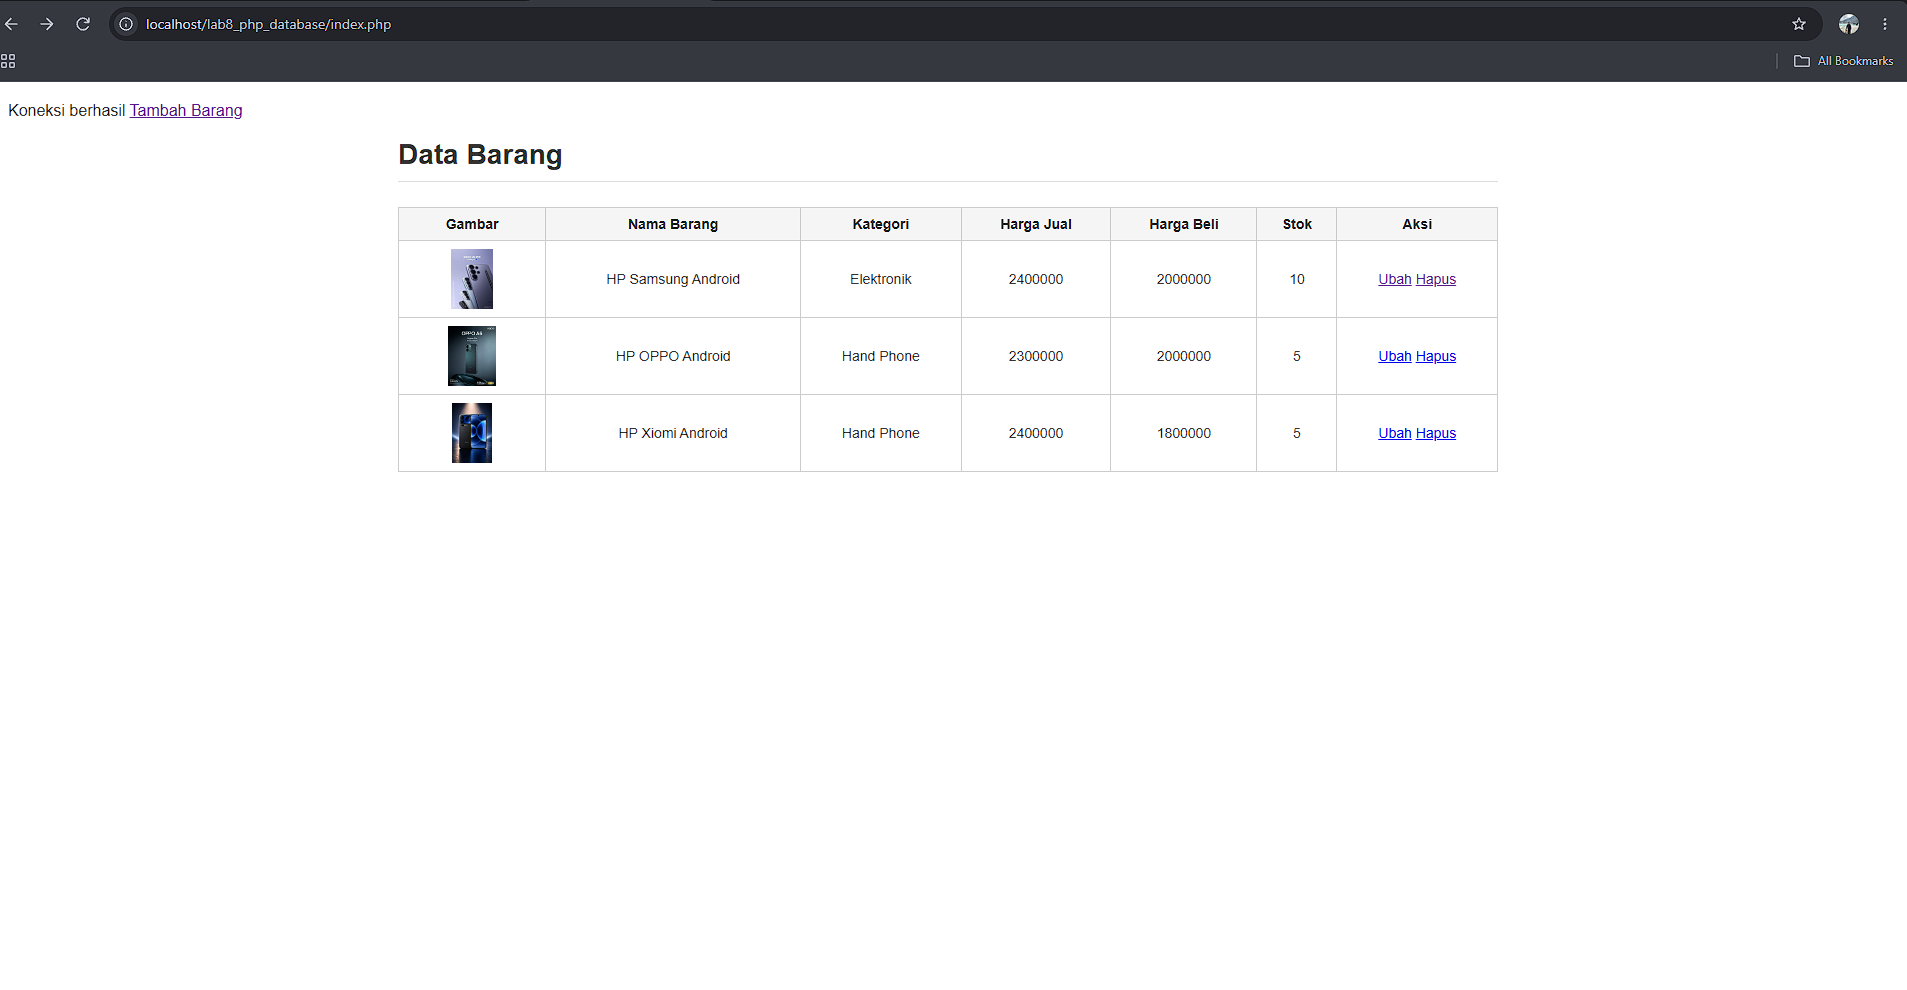 localhost/lab8_php_database/index.php
All Bookmarks
Koneksi berhasil Tambah Barang
Data Barang
Gambar Nama Barang Kategori Harga Jual Harga Beli Stok Aksi
HP Samsung Android Elektronik 2400000 2000000 10 Ubah Hapus
OPPO A6
HP OPPO Android Hand Phone 2300000 2000000 5 Ubah Hapus
HP Xiomi Android Hand Phone 2400000 1800000 5 Ubah Hapus